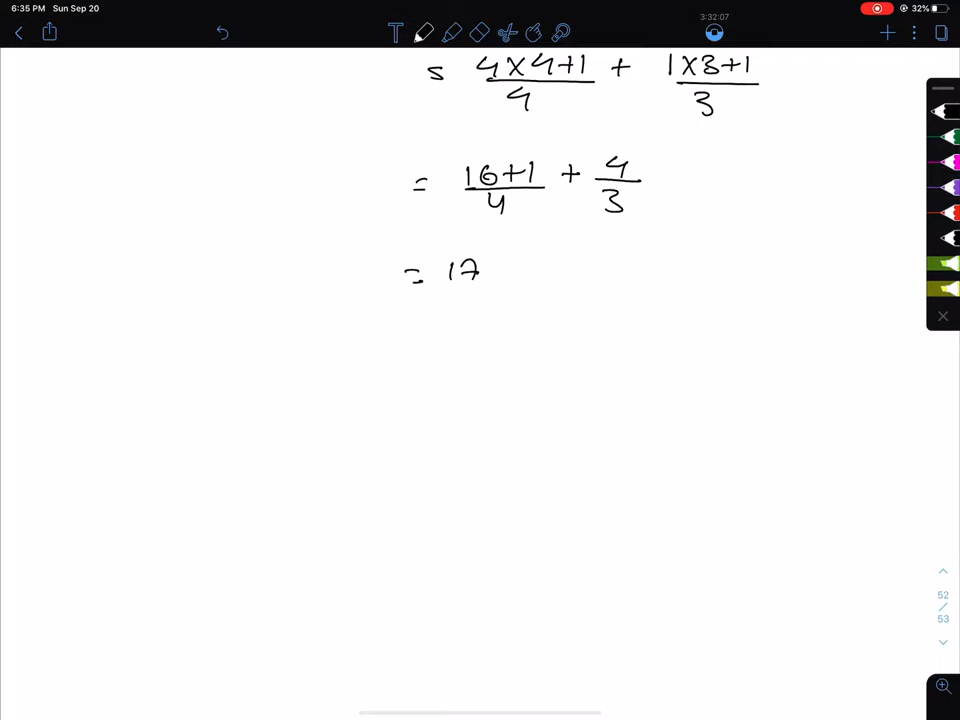 6:35 PM Sun Sep 20
32%
3:32:07
T
= 4×4+1/4 + 1×3+1/3
= 16+1/4 + 4/3
= 17
52
/
53